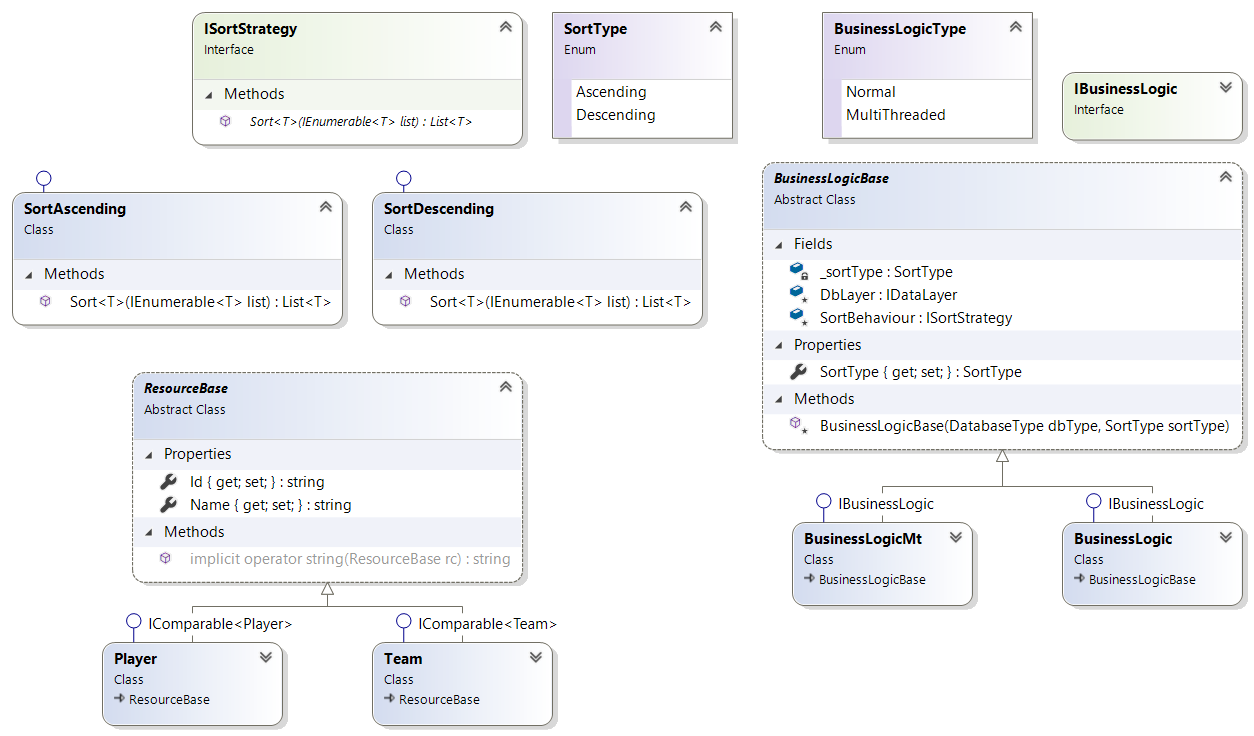 ISortStrategy
Interface
Methods
Sort<T>(IEnumerable<T> list) : List<T>
SortType
Enum
Ascending
Descending
BusinessLogicType
Enum
Normal
MultiThreaded
IBusinessLogic
Interface
SortAscending
Class
Methods
Sort<T>(IEnumerable<T> list) : List<T>
SortDescending
Class
Methods
Sort<T>(IEnumerable<T> list) : List<T>
BusinessLogicBase
Abstract Class
Fields
_sortType : SortType
DbLayer : IDataLayer
SortBehaviour : ISortStrategy
Properties
SortType { get; set; } : SortType
Methods
BusinessLogicBase(DatabaseType dbType, SortType sortType)
ResourceBase
Abstract Class
Properties
Id { get; set; } : string
Name { get; set; } : string
Methods
implicit operator string(ResourceBase rc) : string
IBusinessLogic
BusinessLogicMt
Class
BusinessLogicBase
IBusinessLogic
BusinessLogic
Class
BusinessLogicBase
IComparable<Player>
Player
Class
ResourceBase
IComparable<Team>
Team
Class
ResourceBase